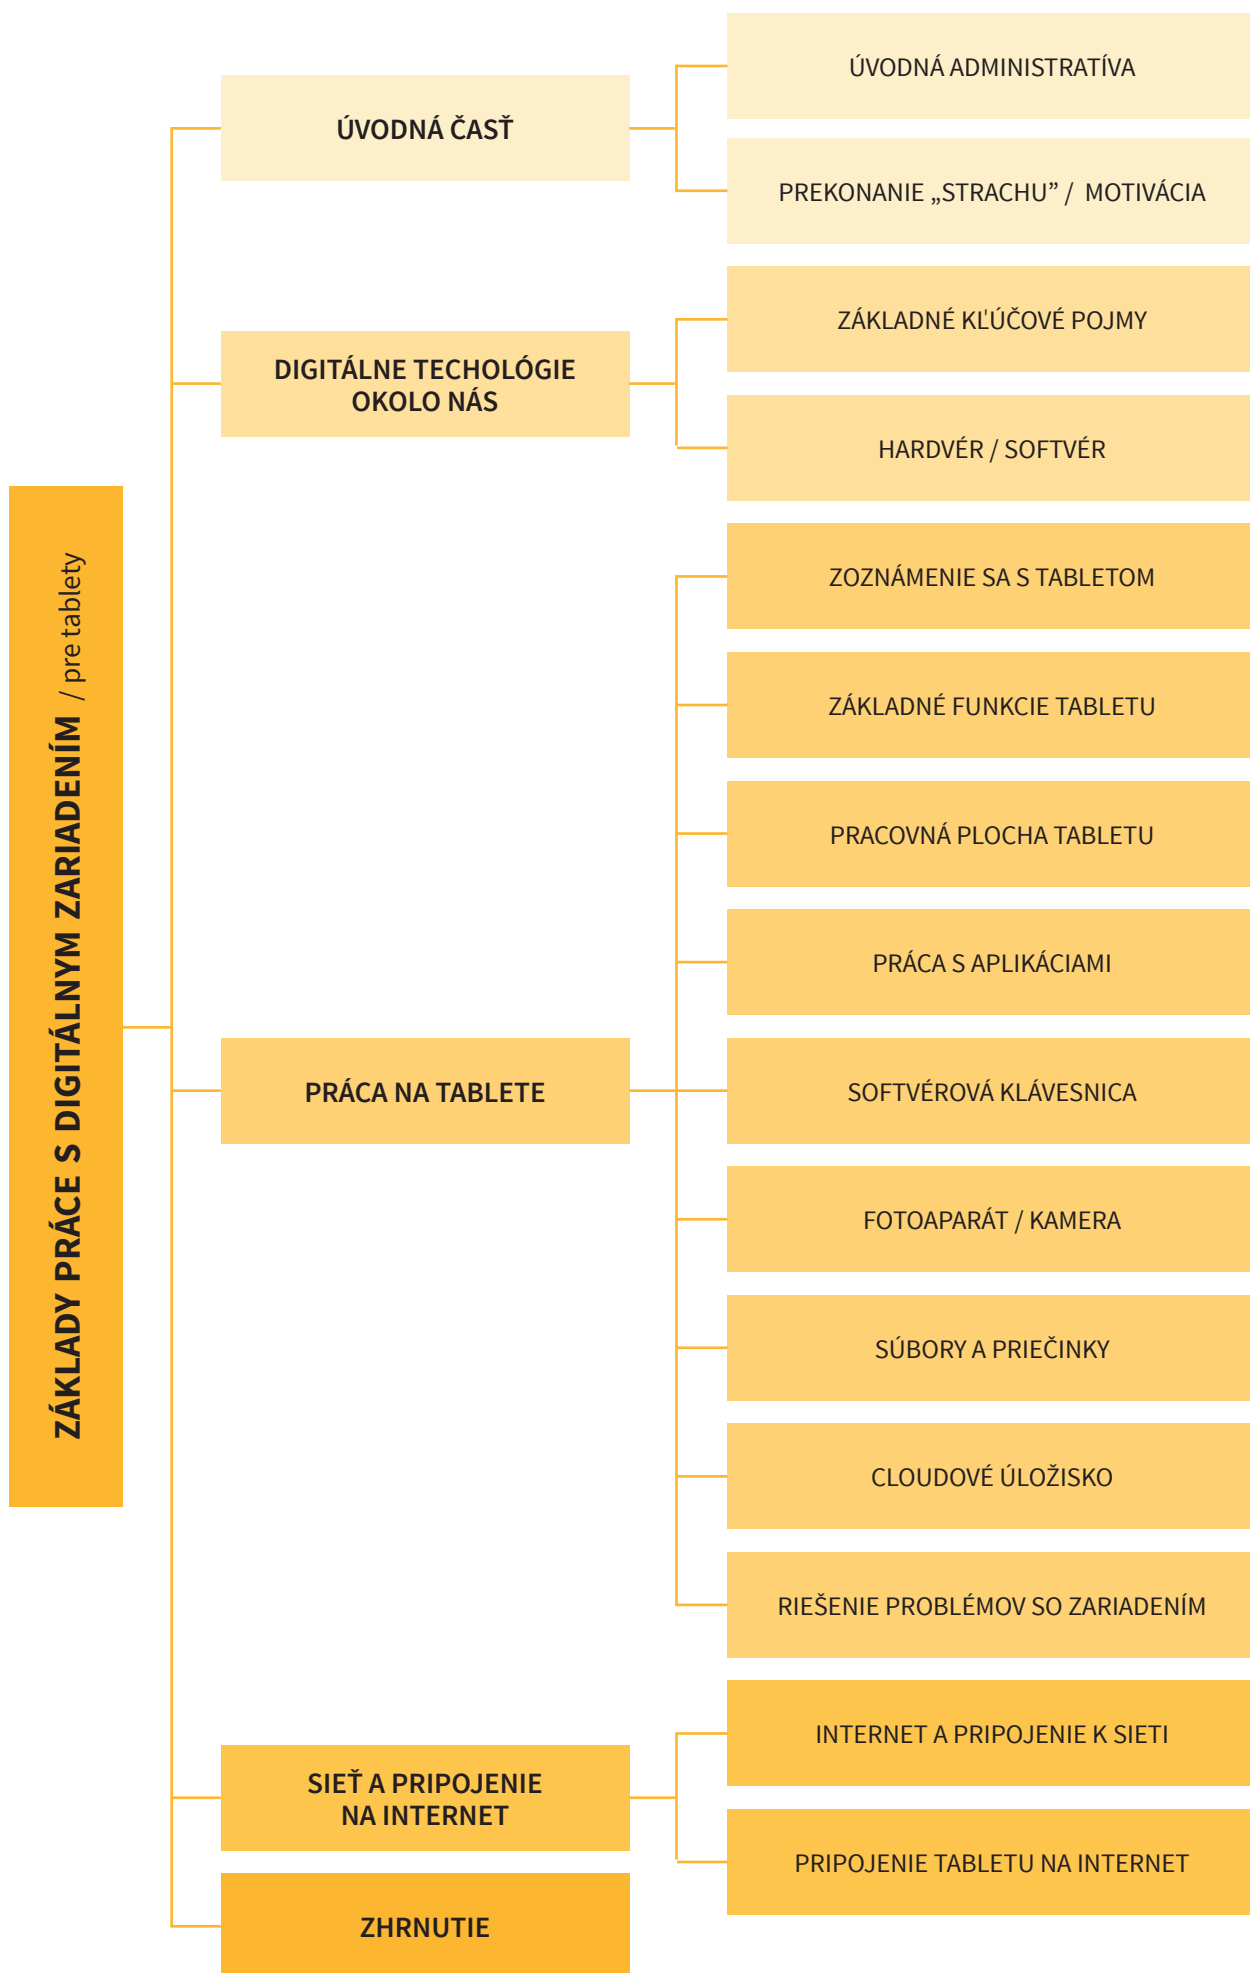 ZÁKLADY PRÁCE S DIGITÁLNYM ZARIADENÍM / pre tablety
ÚVODNÁ ČASŤ
ÚVODNÁ ADMINISTRATÍVA
PREKONANIE „STRACHU” / MOTIVÁCIA
DIGITÁLNE TECHOLÓGIE
OKOLO NÁS
ZÁKLADNÉ KĽÚČOVÉ POJMY
HARDVÉR / SOFTVÉR
PRÁCA NA TABLETE
ZOZNÁMENIE SA S TABLETOM
ZÁKLADNÉ FUNKCIE TABLETU
PRACOVNÁ PLOCHA TABLETU
PRÁCA S APLIKÁCIAMI
SOFTVÉROVÁ KLÁVESNICA
FOTOAPARÁT / KAMERA
SÚBORY A PRIEČINKY
CLOUDOVÉ ÚLOŽISKO
RIEŠENIE PROBLÉMOV SO ZARIADENÍM
SIEŤ A PRIPOJENIE
NA INTERNET
INTERNET A PRIPOJENIE K SIETI
PRIPOJENIE TABLETU NA INTERNET
ZHRNUTIE